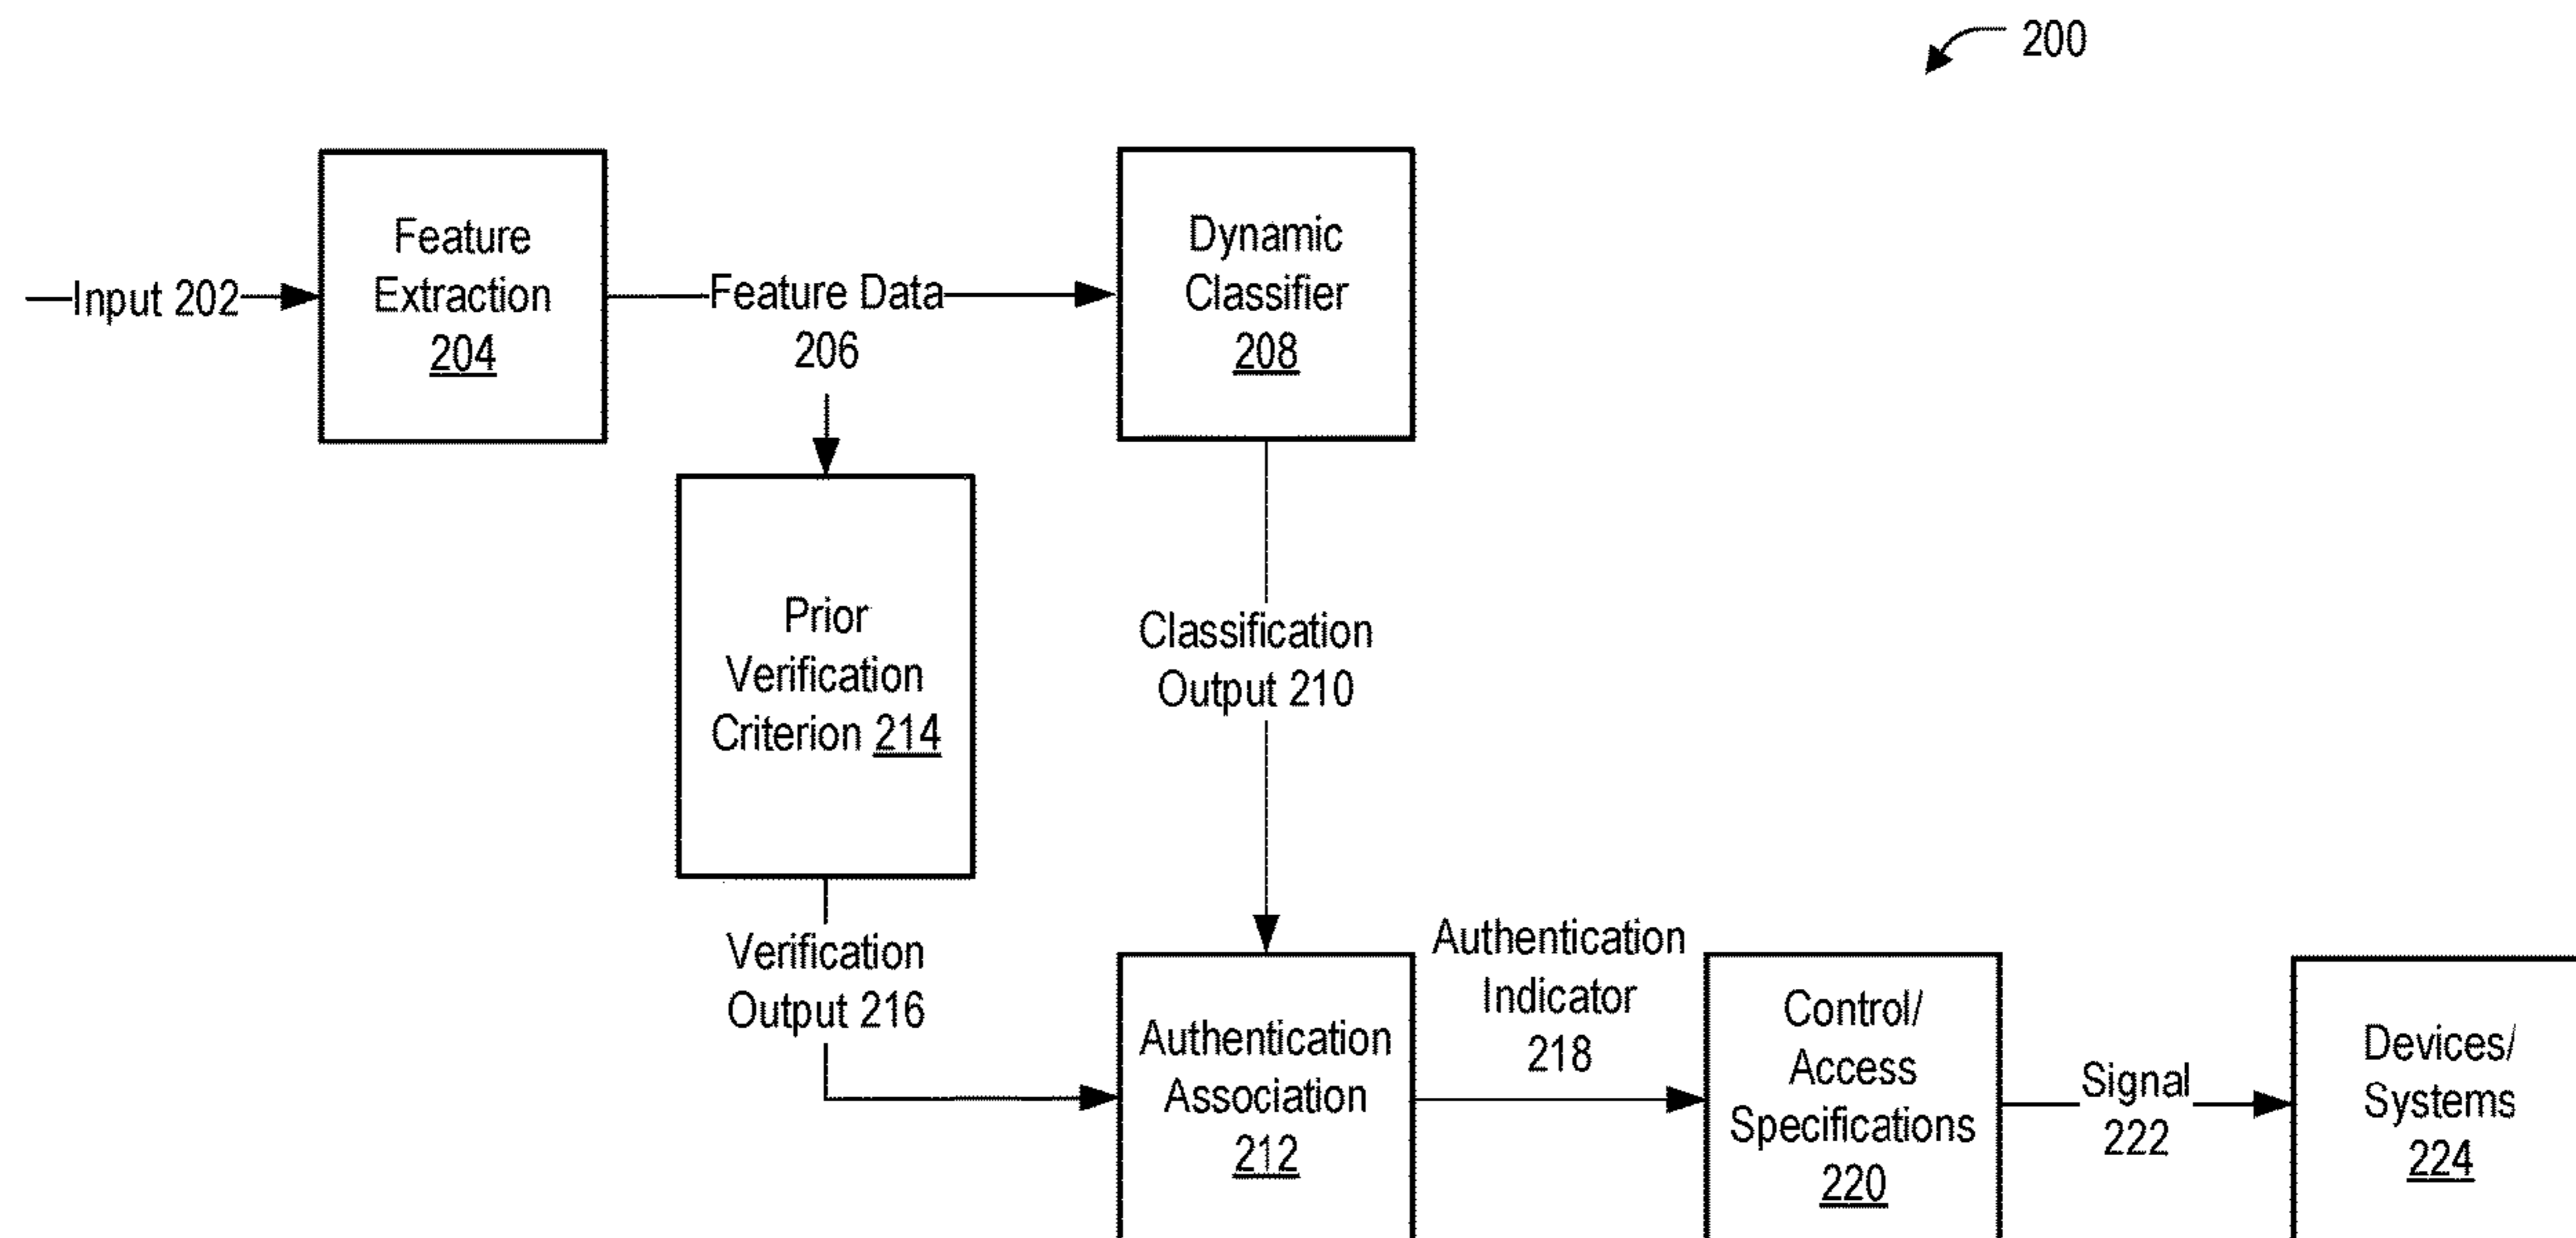 200
Input 202
Feature
Extraction
204
Feature Data
206
Dynamic
Classifier
208
Prior
Verification
Criterion 214
Classification
Output 210
Verification
Output 216
Authentication
Association
212
Authentication
Indicator
218
Control/
Access
Specifications
220
Signal
222
Devices/
Systems
224